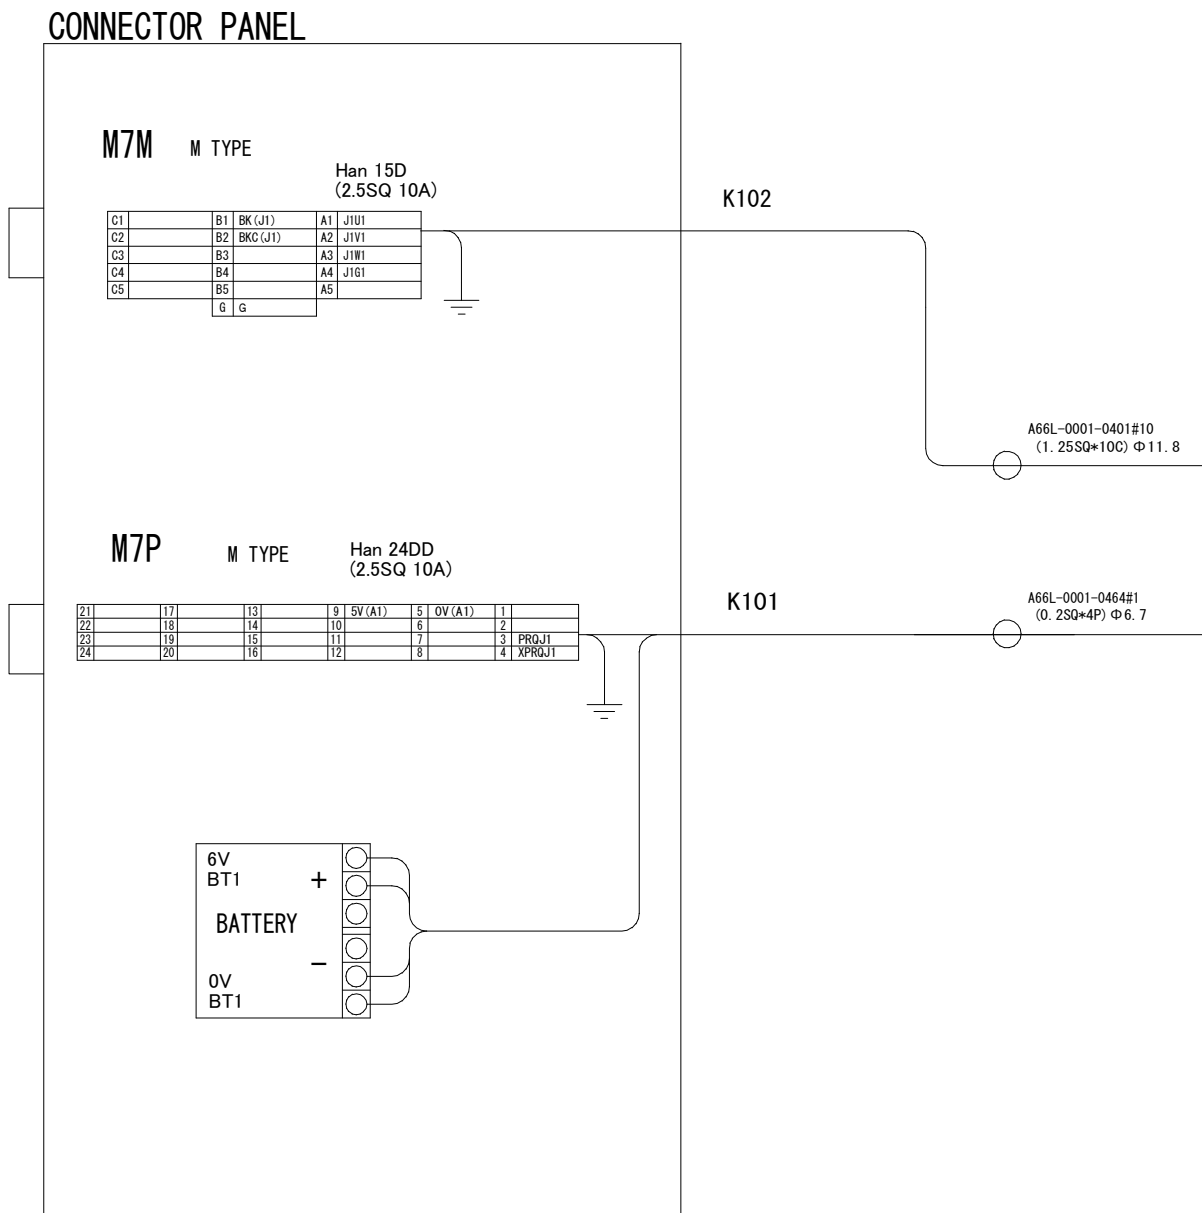 CONNECTOR PANEL
M7M M TYPE
Han 15D
(2.5SQ 10A)
C1 B1 BK(J1) A1 J1U1
C2 B2 BKC(J1) A2 J1V1
C3 B3 A3 J1W1
C4 B4 A4 J1G1
C5 B5 A5
G G
K102
A66L-0001-0401#10
(1.25SQ*10C)Φ11.8
M7P M TYPE
Han 24DD
(2.5SQ 10A)
21 17 13 9 5V(A1) 5 0V(A1) 1
22 18 14 10 6 2
23 19 15 11 7 3 PRQJ1
24 20 16 12 8 4 XPRQJ1
K101
A66L-0001-0464#1
(0.2SQ*4P)Φ6.7
6V
BT1 +
BATTERY
−
0V
BT1